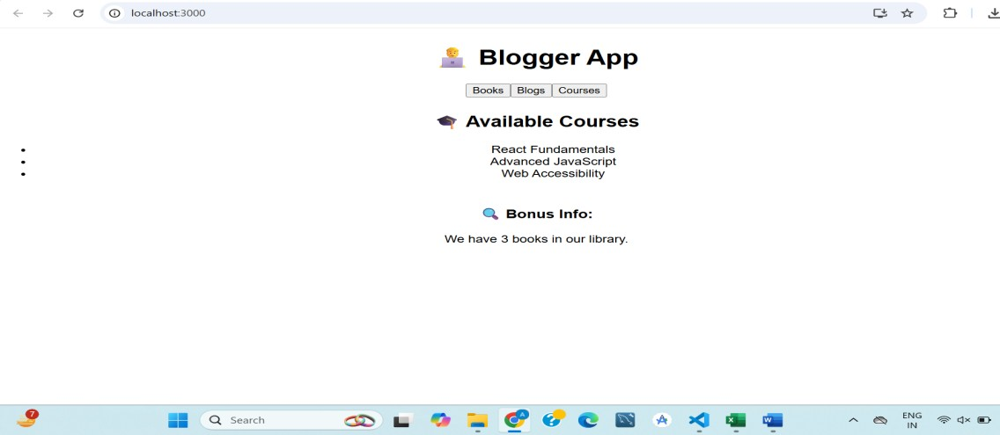 localhost:3000
🧑‍💻 Blogger App
Books Blogs Courses
🎓 Available Courses
• React Fundamentals
• Advanced JavaScript
• Web Accessibility
🔍 Bonus Info:
We have 3 books in our library.
7
Search
A
ENG
IN